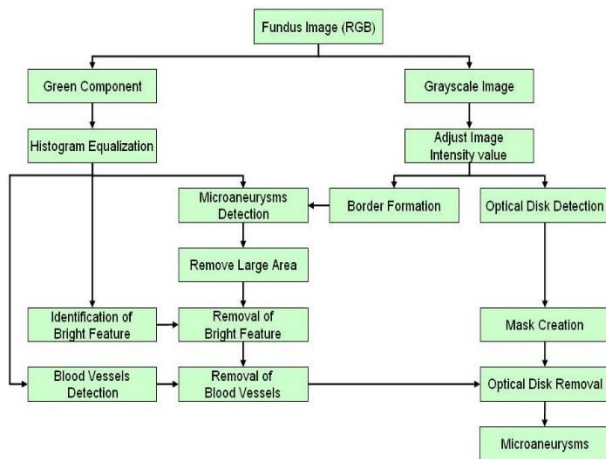 Fundus Image (RGB)
Green Component
Grayscale Image
Histogram Equalization
Adjust Image
Intensity value
Microaneurysms
Detection
Border Formation
Optical Disk Detection
Remove Large Area
Identification of
Bright Feature
Removal of
Bright Feature
Mask Creation
Blood Vessels
Detection
Removal of
Blood Vessels
Optical Disk Removal
Microaneurysms